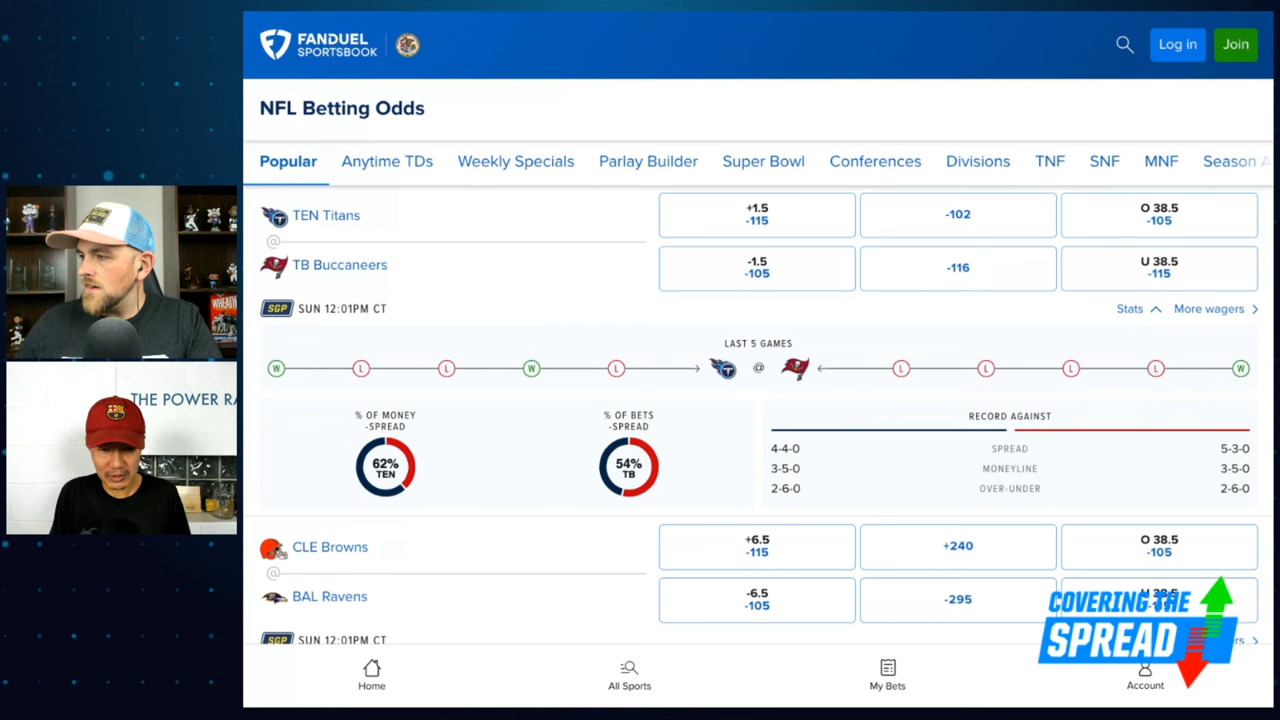 FANDUEL
SPORTSBOOK
Log in
Join
NFL Betting Odds
Popular
Anytime TDs
Weekly Specials
Parlay Builder
Super Bowl
Conferences
Divisions
TNF
SNF
MNF
Season A
TEN Titans
+1.5
-115
-102
O 38.5
-105
@
TB Buccaneers
-1.5
-105
-116
U 38.5
-115
SGP SUN 12:01PM CT
Stats
More wagers
LAST 5 GAMES
W L L W L @ L L L L W
% OF MONEY
-SPREAD
62%
TEN
% OF BETS
-SPREAD
54%
TB
RECORD AGAINST
4-4-0 SPREAD 5-3-0
3-5-0 MONEYLINE 3-5-0
2-6-0 OVER-UNDER 2-6-0
CLE Browns
+6.5
-115
+240
O 38.5
-105
@
BAL Ravens
-6.5
-105
-295
SGP SUN 12:01PM CT
COVERING THE
SPREAD
Home
All Sports
My Bets
Account
THE POWER RA